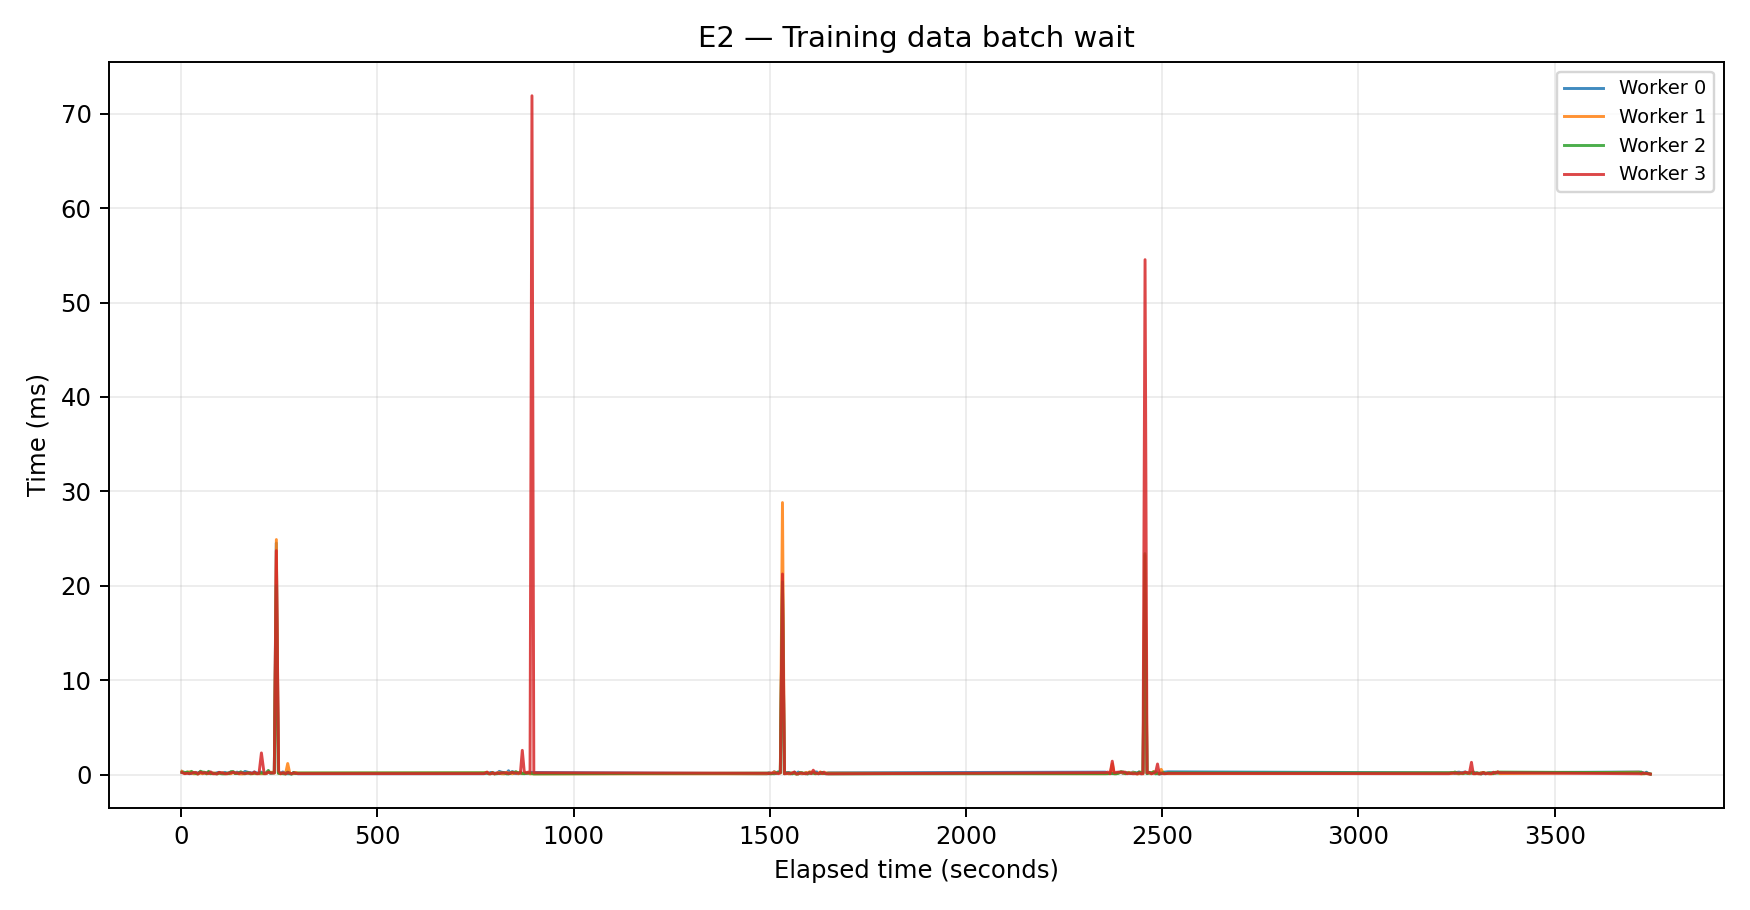 E2 — Training data batch wait
Time (ms)
70
60
50
40
30
20
10
0
Worker 0
Worker 1
Worker 2
Worker 3
0 500 1000 1500 2000 2500 3000 3500
Elapsed time (seconds)